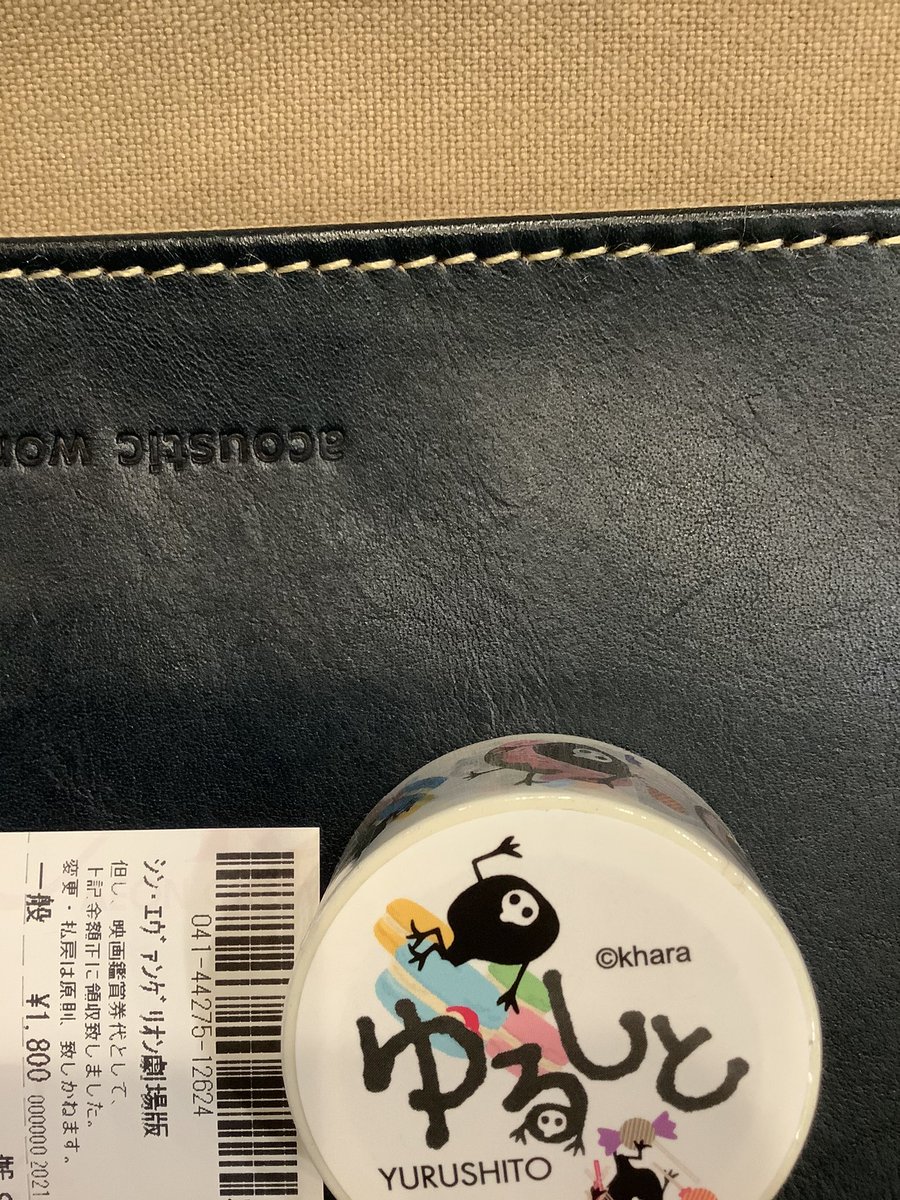 acoustic wor
041-44275-12624
シン・エヴァンゲリオン劇場版
但し、映画鑑賞券代として、
上記金額正に領収致しました。
変更・払戻は原則、致しかねます。
一般 ¥1,800 000000 2021
©khara
ゆるしと
YURUSHITO